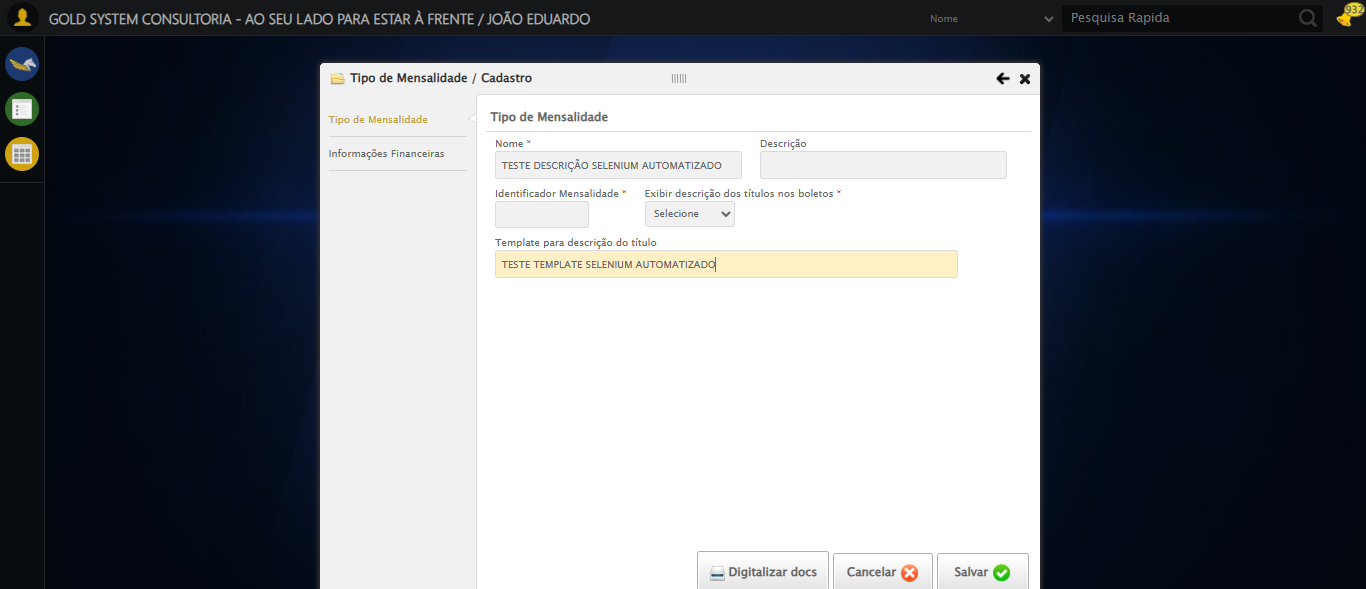 GOLD SYSTEM CONSULTORIA - AO SEU LADO PARA ESTAR À FRENTE / JOÃO EDUARDO
Nome
Pesquisa Rapida
932
Tipo de Mensalidade / Cadastro
Tipo de Mensalidade
Informações Financeiras
Tipo de Mensalidade
Nome *
Descrição
TESTE DESCRIÇÃO SELENIUM AUTOMATIZADO
Identificador Mensalidade *
Exibir descrição dos títulos nos boletos *
Selecione
Template para descrição do título
TESTE TEMPLATE SELENIUM AUTOMATIZADO
Digitalizar docs
Cancelar
Salvar